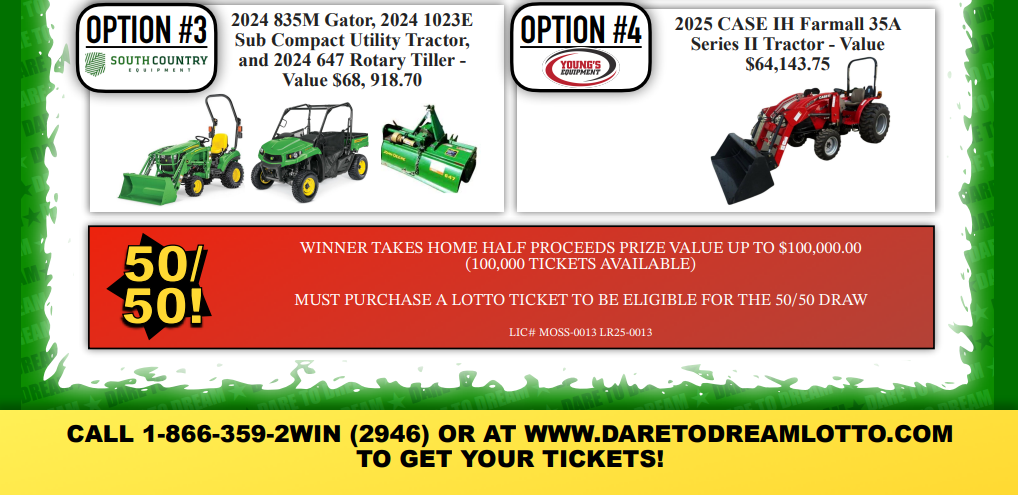 OPTION #3
SOUTHCOUNTRY
EQUIPMENT
2024 835M Gator, 2024 1023E
Sub Compact Utility Tractor,
and 2024 647 Rotary Tiller -
Value $68, 918.70
OPTION #4
YOUNG'S
EQUIPMENT
2025 CASE IH Farmall 35A
Series II Tractor - Value
$64,143.75
647
50/
50!
WINNER TAKES HOME HALF PROCEEDS PRIZE VALUE UP TO $100,000.00
(100,000 TICKETS AVAILABLE)
MUST PURCHASE A LOTTO TICKET TO BE ELIGIBLE FOR THE 50/50 DRAW
LIC# MOSS-0013 LR25-0013
CALL 1-866-359-2WIN (2946) OR AT WWW.DARETODREAMLOTTO.COM
TO GET YOUR TICKETS!